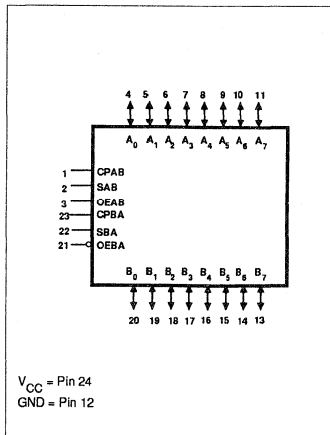 4 5 6 7 8 9 10 11
A0 A1 A2 A3 A4 A5 A6 A7
1 CPAB
2 SAB
3 OEAB
23 CPBA
22 SBA
21 OEBA
B0 B1 B2 B3 B4 B5 B6 B7
20 19 18 17 16 15 14 13
VCC = Pin 24
GND = Pin 12